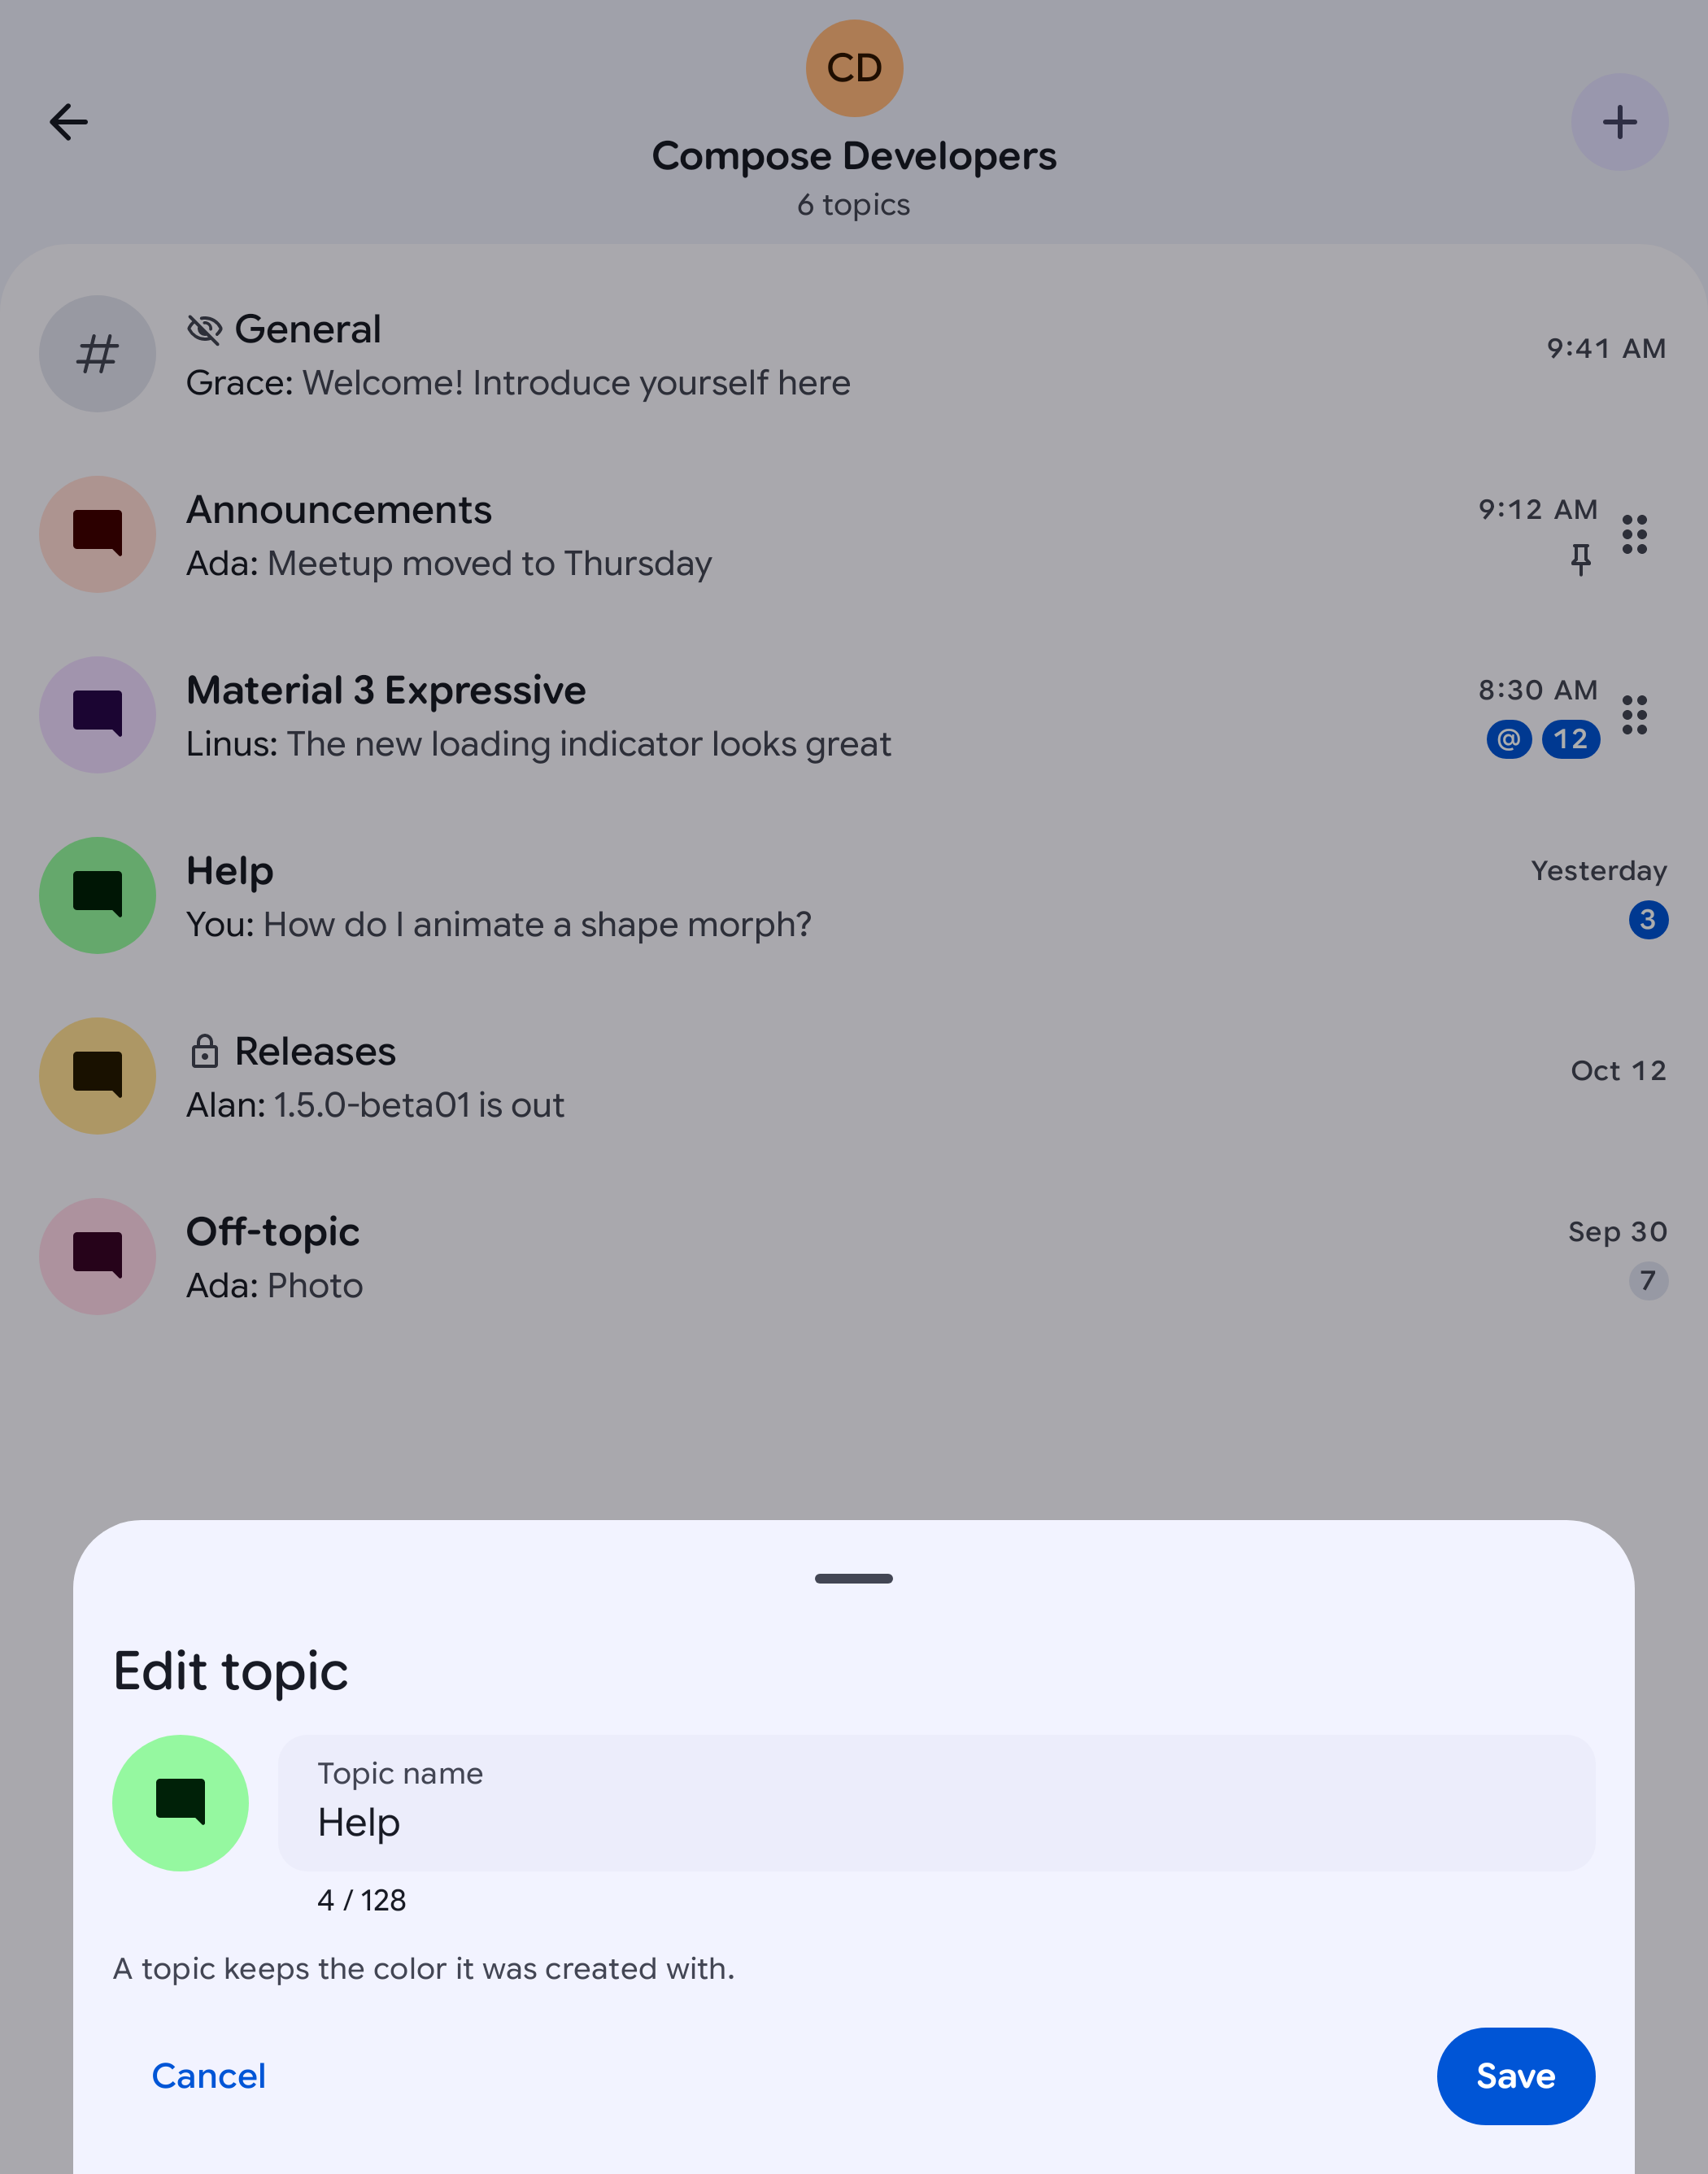 CD
Compose Developers
6 topics
# General
9:41 AM
Grace: Welcome! Introduce yourself here
Announcements
9:12 AM
Ada: Meetup moved to Thursday
Material 3 Expressive
8:30 AM
Linus: The new loading indicator looks great
@ 12
Help
Yesterday
You: How do I animate a shape morph?
3
Releases
Oct 12
Alan: 1.5.0-beta01 is out
Off-topic
Sep 30
Ada: Photo
7
Edit topic
Topic name
Help
4 / 128
A topic keeps the color it was created with.
Cancel
Save